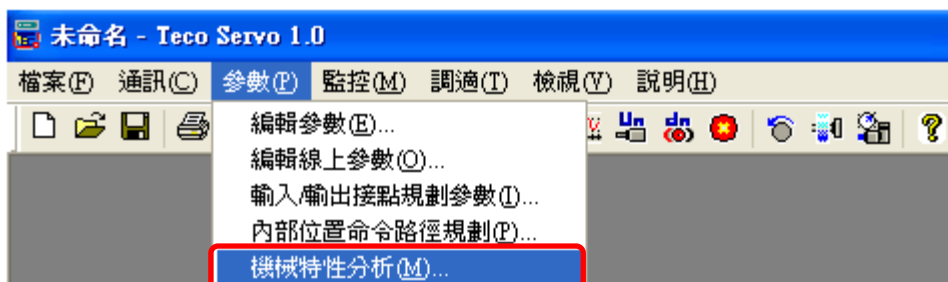 未命名 - Teco Servo 1.0
檔案(F) 通訊(C) 參數(P) 監控(M) 調適(T) 檢視(V) 說明(H)
編輯參數(E)...
編輯線上參數(O)...
輸入/輸出接點規劃參數(I)...
內部位置命令路徑規劃(P)...
機械特性分析(M)...